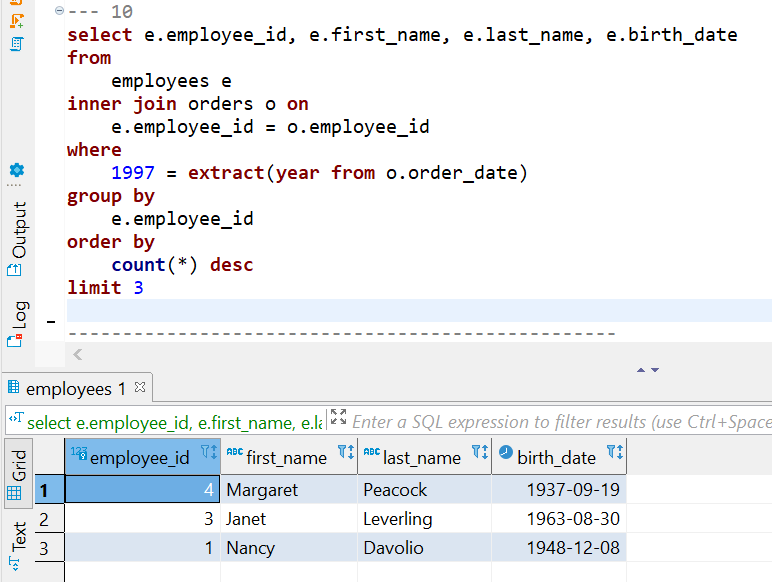 --- 10
select e.employee_id, e.first_name, e.last_name, e.birth_date
from
employees e
inner join orders o on
e.employee_id = o.employee_id
where
1997 = extract(year from o.order_date)
group by
e.employee_id
order by
count(*) desc
limit 3
--------------------------------------------------
Output
Log
employees 1
select e.employee_id, e.first_name, e.la
Enter a SQL expression to filter results (use Ctrl+Space
Grid
Text
123 employee_id ABC first_name ABC last_name birth_date
1 4 Margaret Peacock 1937-09-19
2 3 Janet Leverling 1963-08-30
3 1 Nancy Davolio 1948-12-08